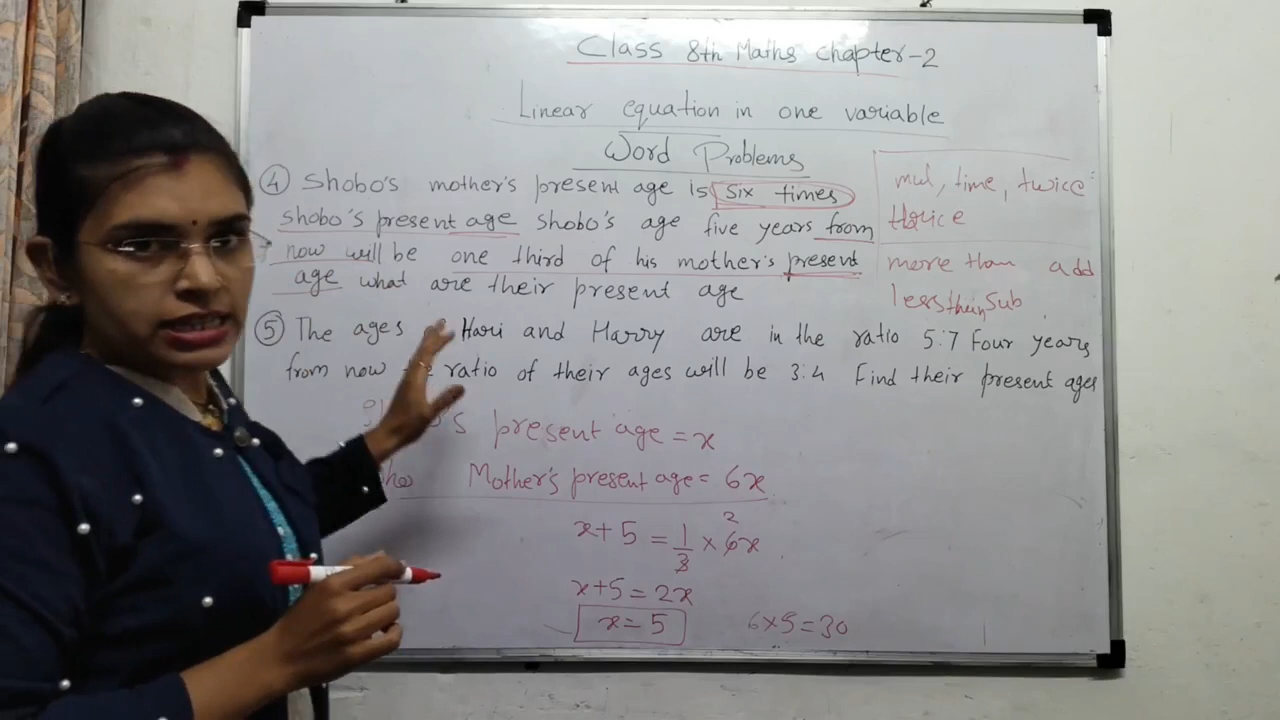 Class 8th Maths Chapter-2
Linear equation in one variable
Word Problems
④ Shobo's mother's present age is six times
shobo's present age shobo's age five years from
now will be one third of his mother's present
age what are their present age
⑤ The ages Hari and Harry are in the ratio 5:7 Four years
from now ratio of their ages will be 3:4 Find their present ages
mul, time, twice
thrice
more than add
less Sub
present age = x
Mother's present age = 6x
x+5 = 1/3 × 6x 2
x+5 = 2x
x = 5
6×5=30